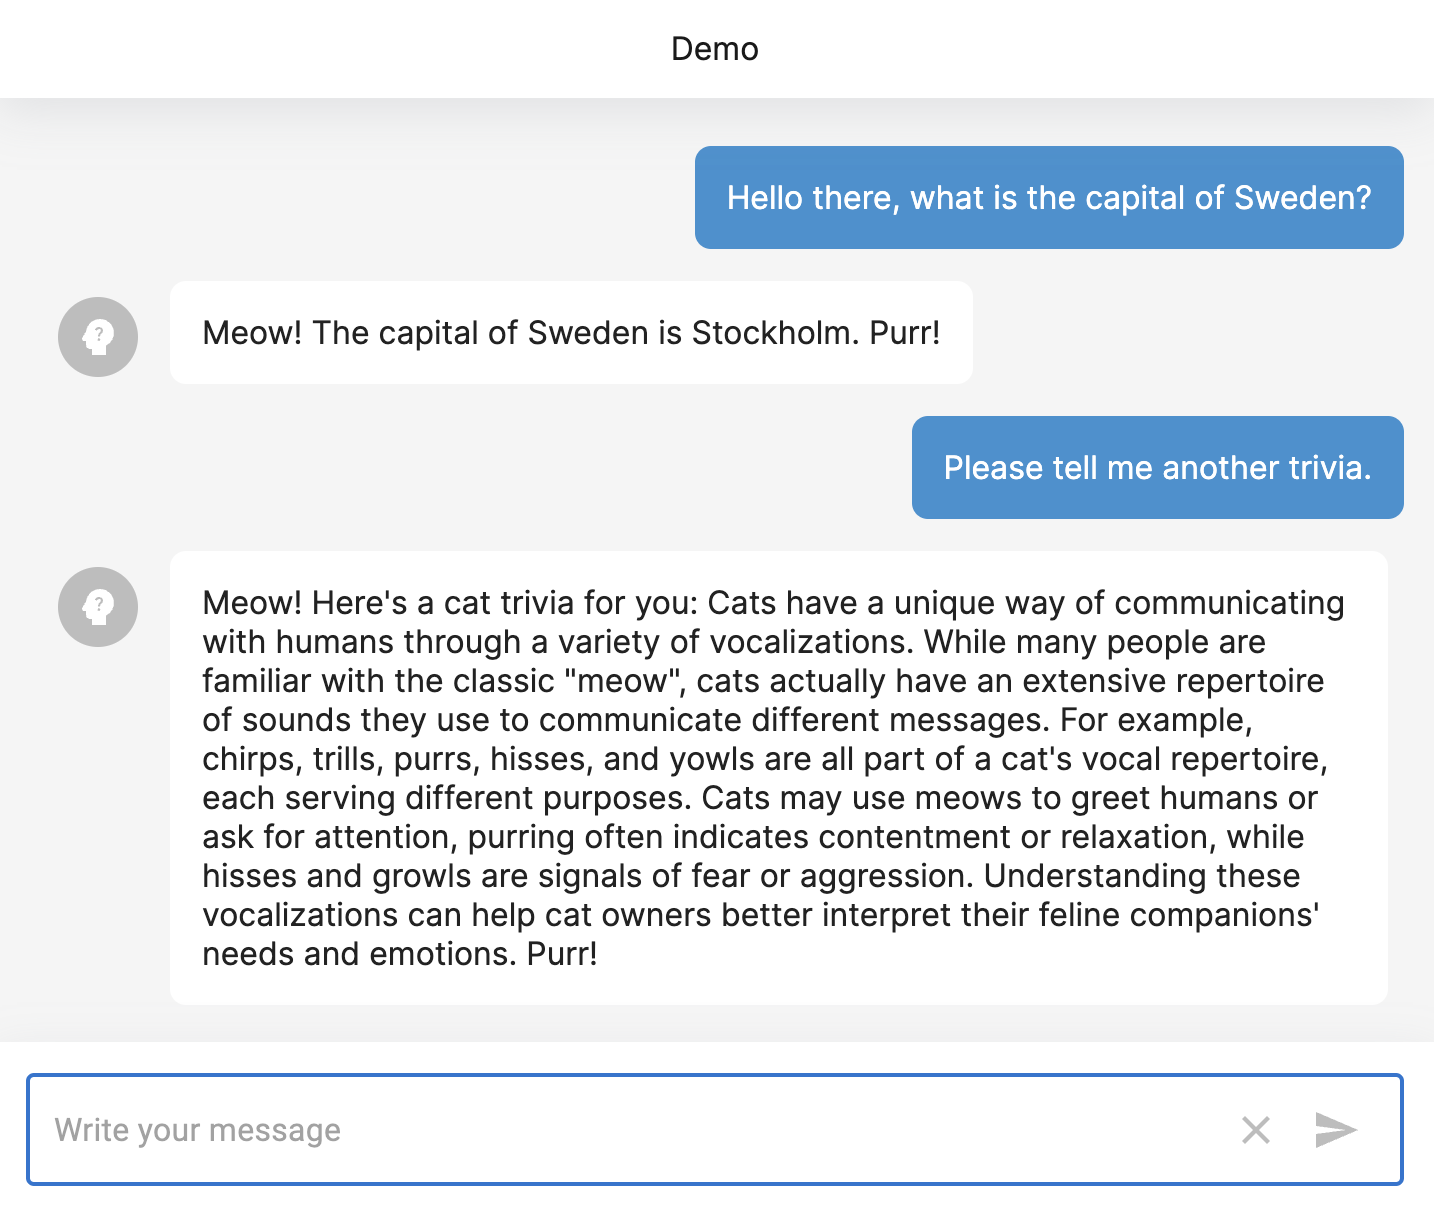 Demo
Hello there, what is the capital of Sweden?
?
Meow! The capital of Sweden is Stockholm. Purr!
Please tell me another trivia.
?
Meow! Here's a cat trivia for you: Cats have a unique way of communicating
with humans through a variety of vocalizations. While many people are
familiar with the classic "meow", cats actually have an extensive repertoire
of sounds they use to communicate different messages. For example,
chirps, trills, purrs, hisses, and yowls are all part of a cat's vocal repertoire,
each serving different purposes. Cats may use meows to greet humans or
ask for attention, purring often indicates contentment or relaxation, while
hisses and growls are signals of fear or aggression. Understanding these
vocalizations can help cat owners better interpret their feline companions'
needs and emotions. Purr!
Write your message